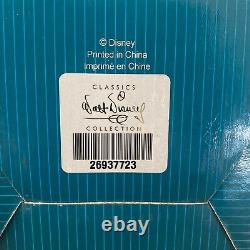 © Disney
Printed in China
Imprimé en Chine
CLASSICS
Walt Disney
COLLECTION
26937723